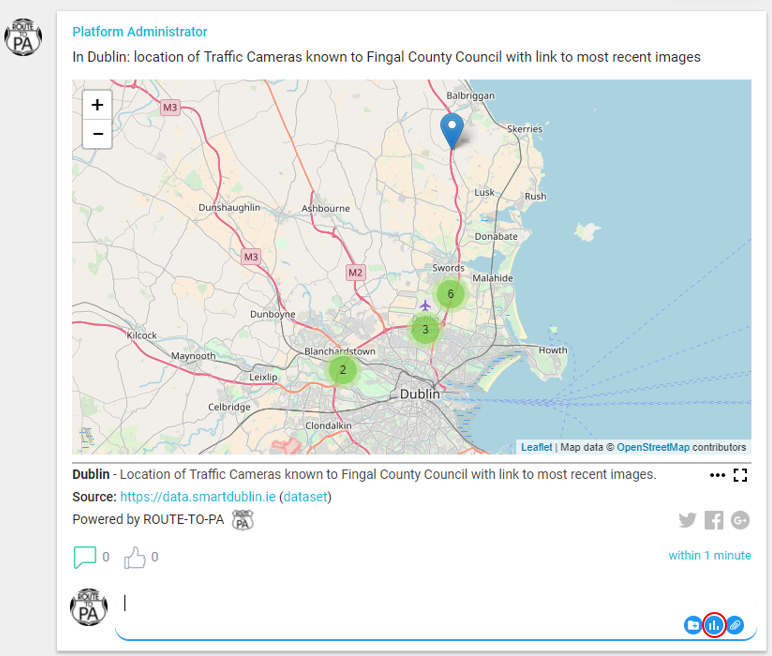 ROUTE
TO
PA
Platform Administrator
In Dublin: location of Traffic Cameras known to Fingal County Council with link to most recent images
+
−
M3
Balbriggan
Skerries
Lusk
Rush
Dunshaughlin
Ashbourne
Donabate
M3
M2
Swords
Malahide
6
Dunboyne
3
Kilcock
Maynooth
Blanchardstown
Howth
2
Leixlip
Dublin
Celbridge
Clondalkin
Leaflet | Map data © OpenStreetMap contributors
Dublin - Location of Traffic Cameras known to Fingal County Council with link to most recent images.
Source: https://data.smartdublin.ie (dataset)
Powered by ROUTE-TO-PA
PA
0 0
within 1 minute
ROUTE
TO
PA